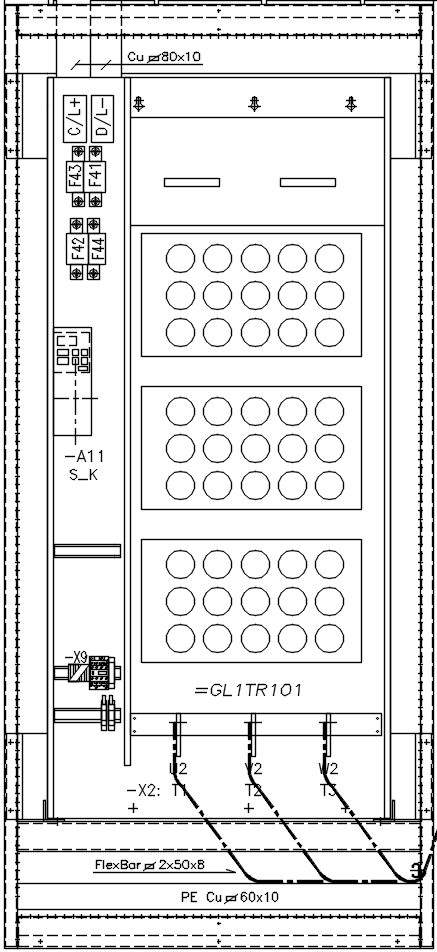 Cu ⌭80x10
C/L+ D/L-
F43 F41
F42 F44
-A11
S_K
-X9
=GL1TR101
U2 V2 W2
-X2: T1 T2 T3
FlexBar ⌭ 2x50x8
PE Cu ⌭ 60x10